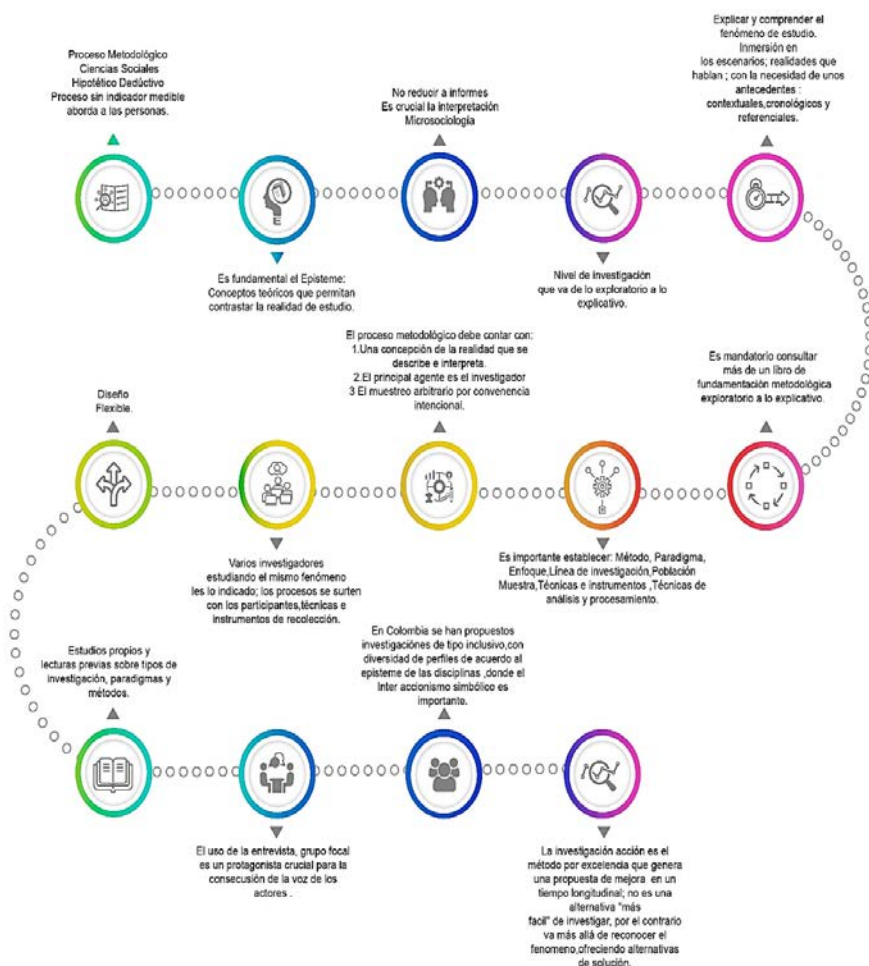 Proceso Metodológico
Ciencias Sociales
Hipotético Dedúctivo
Proceso sin indicador medible
aborda a las personas.
Es fundamental el Episteme:
Conceptos teóricos que permitan
contrastar la realidad de estudio.
No reducir a informes
Es crucial la interpretación
Microsociología
Nivel de investigación
que va de lo exploratorio a lo
explicativo.
Explicar y comprender el
fenómeno de estudio.
Inmersión en
los escenarios; realidades que
hablan ; con la necesidad de unos
antecedentes :
contextuales,cronológicos y
referenciales.
Es mandatorio consultar
más de un libro de
fundamentación metodológica
exploratorio a lo explicativo.
Es importante establecer: Método, Paradigma,
Enfoque,Línea de investigación,Población
Muestra,Técnicas e instrumentos ,Técnicas de
análisis y procesamiento.
El proceso metodológico debe contar con:
1.Una concepción de la realidad que se
describe e interpreta.
2.El principal agente es el investigador
3 El muestreo arbitrario por convenencia
intencional.
Varios investigadores
estudiando el mismo fenómeno
les lo indicado; los procesos se surten
con los participantes,técnicas e
instrumentos de recolección.
Diseño
Flexible.
Estudios propios y
lecturas previas sobre tipos de
investigación, paradigmas y
métodos.
El uso de la entrevista, grupo focal
es un protagonista crucial para la
consecusión de la voz de los
actores .
En Colombia se han propuestos
investigaciónes de tipo inclusivo,con
diversidad de perfiles de acuerdo al
episteme de las disciplinas ,donde el
Inter accionismo simbólico es
importante.
La investigación acción es el
método por excelencia que genera
una propuesta de mejora en un
tiempo longitudinal; no es una
alternativa "más
facil" de investigar, por el contrario
va más allá de reconocer el
fenomeno,ofreciendo alternativas
de solución.